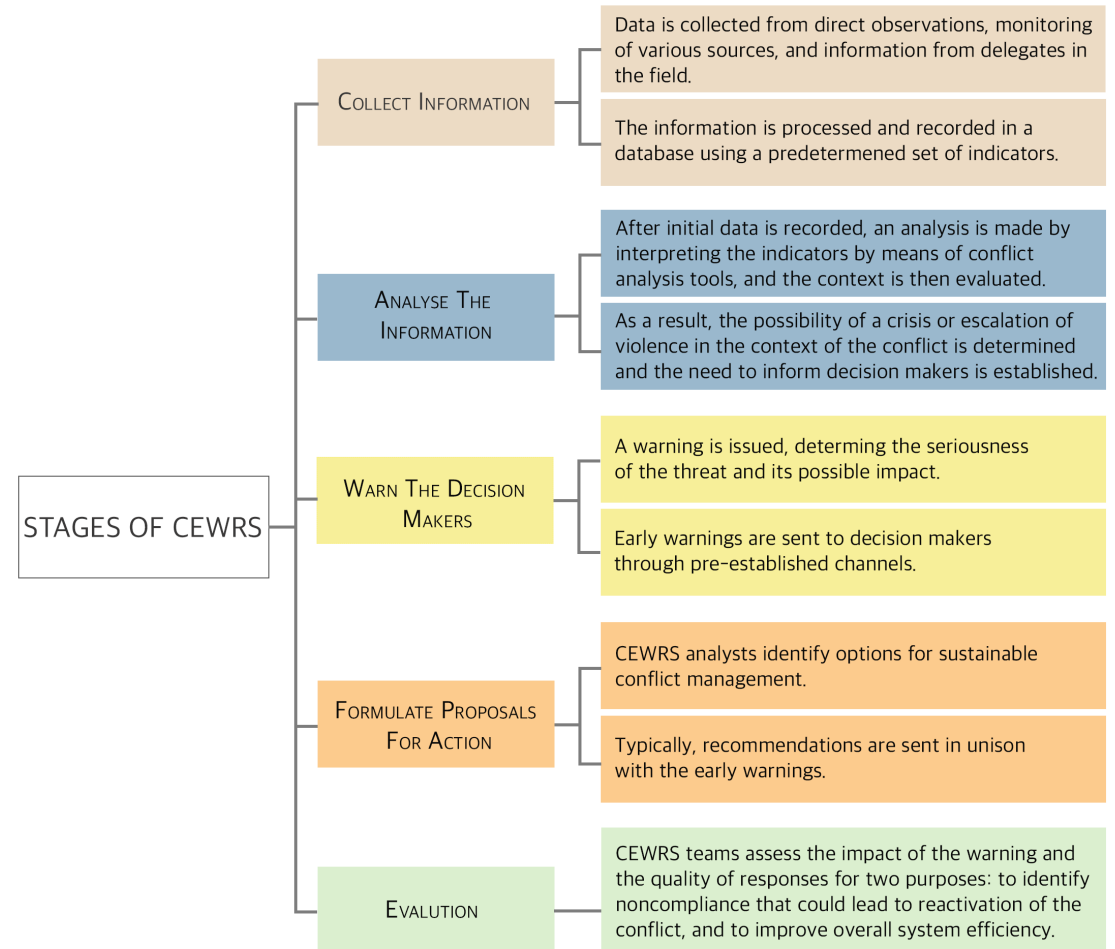 STAGES OF CEWRS
COLLECT INFORMATION
Data is collected from direct observations, monitoring
of various sources, and information from delegates in
the field.
The information is processed and recorded in a
database using a predetermened set of indicators.
ANALYSE THE
INFORMATION
After initial data is recorded, an analysis is made by
interpreting the indicators by means of conflict
analysis tools, and the context is then evaluated.
As a result, the possibility of a crisis or escalation of
violence in the context of the conflict is determined
and the need to inform decision makers is established.
WARN THE DECISION
MAKERS
A warning is issued, determing the seriousness
of the threat and its possible impact.
Early warnings are sent to decision makers
through pre-established channels.
FORMULATE PROPOSALS
FOR ACTION
CEWRS analysts identify options for sustainable
conflict management.
Typically, recommendations are sent in unison
with the early warnings.
EVALUTION
CEWRS teams assess the impact of the warning and
the quality of responses for two purposes: to identify
noncompliance that could lead to reactivation of the
conflict, and to improve overall system efficiency.